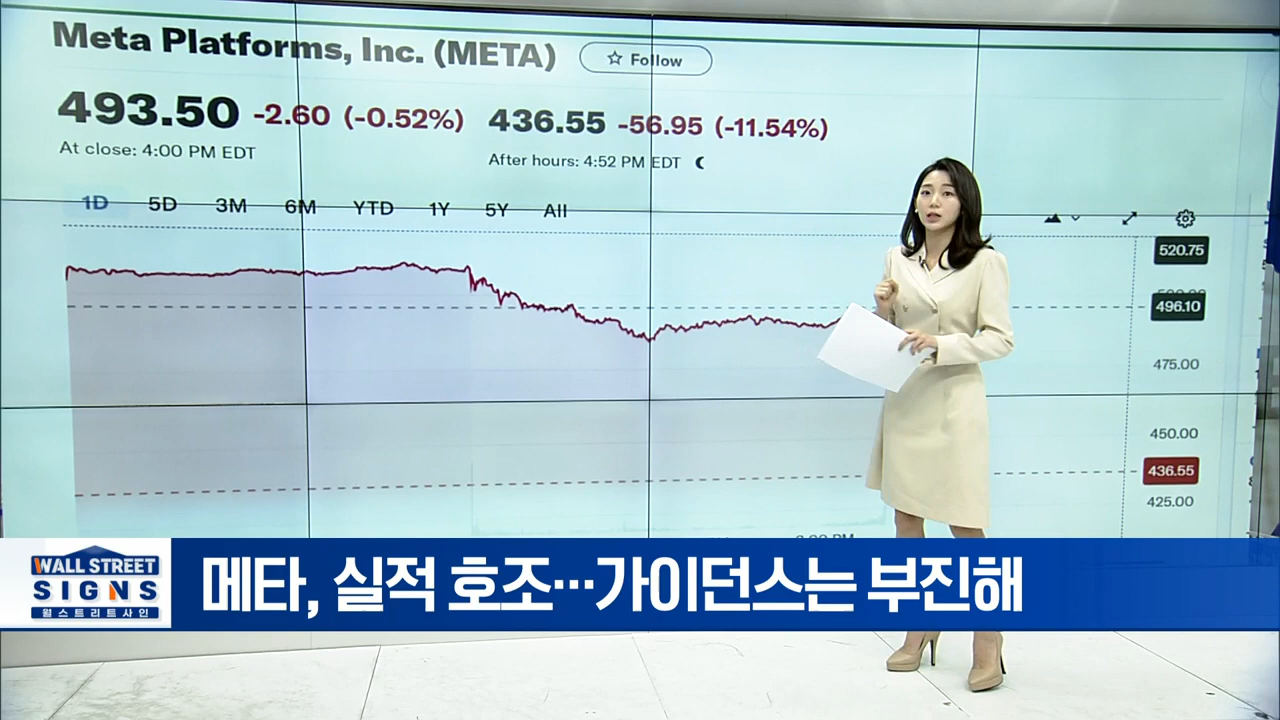 Meta Platforms, Inc. (META)
☆ Follow
493.50 -2.60 (-0.52%) 436.55 -56.95 (-11.54%)
At close: 4:00 PM EDT After hours: 4:52 PM EDT
1D 5D 3M 6M YTD 1Y 5Y All
520.75
496.10
475.00
450.00
436.55
425.00
WALL STREET
SIGNS
월스트리트사인
메타, 실적 호조…가이던스는 부진해